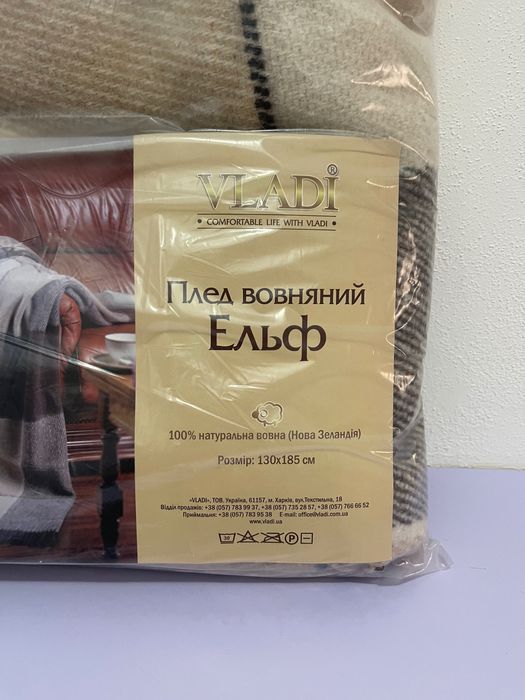 VLADI®
• COMFORTABLE LIFE WITH VLADI •
Плед вовняний
Ельф
100% натуральна вовна (Нова Зеландія)
Розмір: 130х185 см
«VLADI», ТОВ. Україна, 61157, м. Харків, вул.Текстильна, 18
Відділ продажів: +38 (057) 783 99 37, +38 (057) 735 28 57, +38 (057) 766 66 52
Приймальня: +38 (057) 783 95 38 E-mail: office@vladi.com.ua
www.vladi.ua
30
P